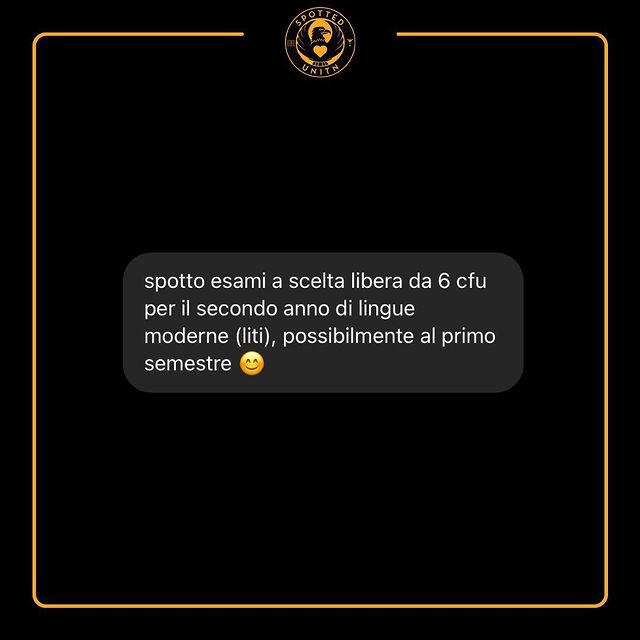 SPOTTED
UNITN
spotto esami a scelta libera da 6 cfu
per il secondo anno di lingue
moderne (liti), possibilmente al primo
semestre 😊